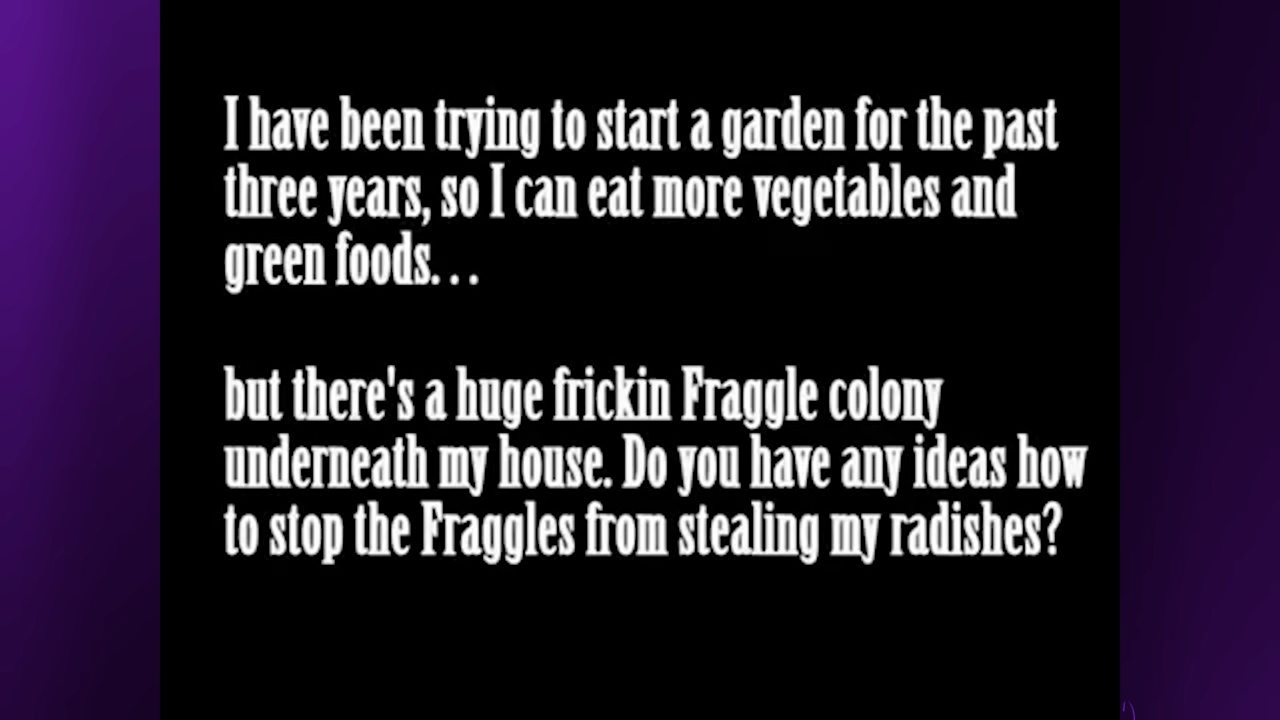 I have been trying to start a garden for the past
three years, so I can eat more vegetables and
green foods...
but there's a huge frickin Fraggle colony
underneath my house. Do you have any ideas how
to stop the Fraggles from stealing my radishes?